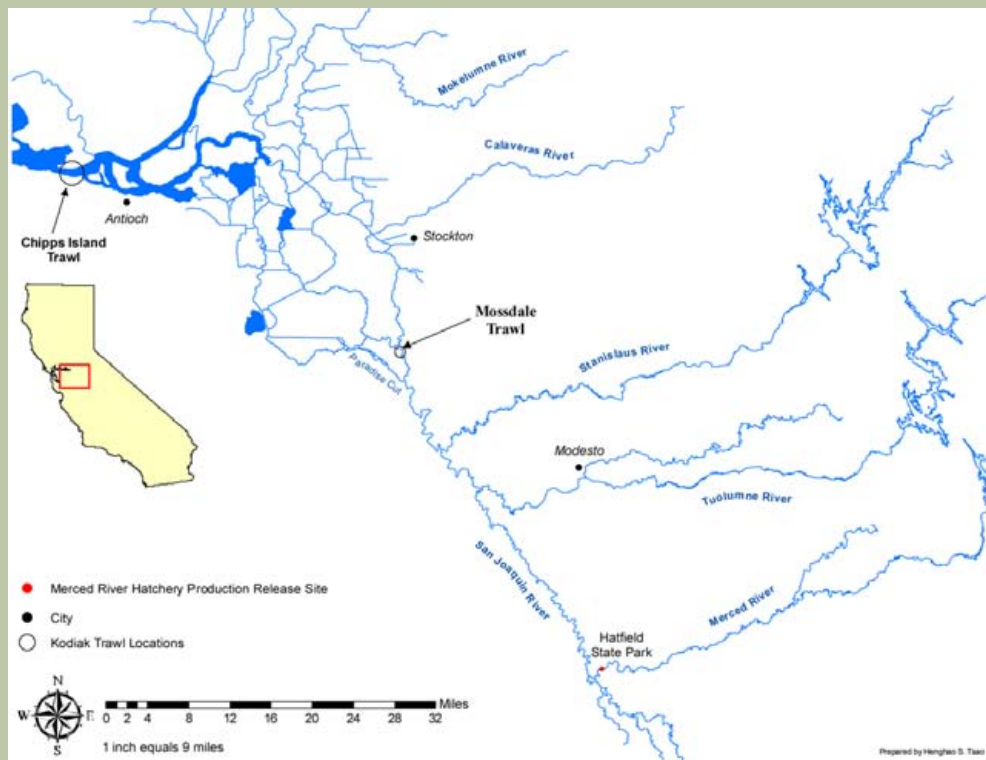 Mokelumne River
Calaveras River
Antioch
Stockton
Chipps Island
Trawl
Mossdale
Trawl
Paradise Cut
Stanislaus River
Modesto
Tuolumne River
San Joaquin River
Merced River
Hatfield
State Park
Merced River Hatchery Production Release Site
City
Kodiak Trawl Locations
N
W E
S
Miles
0 2 4 8 12 16 20 24 28 32
1 inch equals 9 miles
Prepared by Henghao S. Tsao